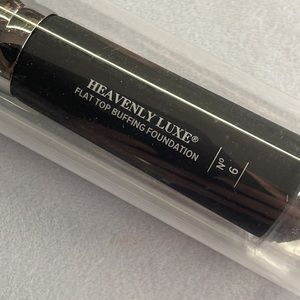 HEAVENLY LUXE®
FLAT TOP BUFFING FOUNDATION
Nº
6